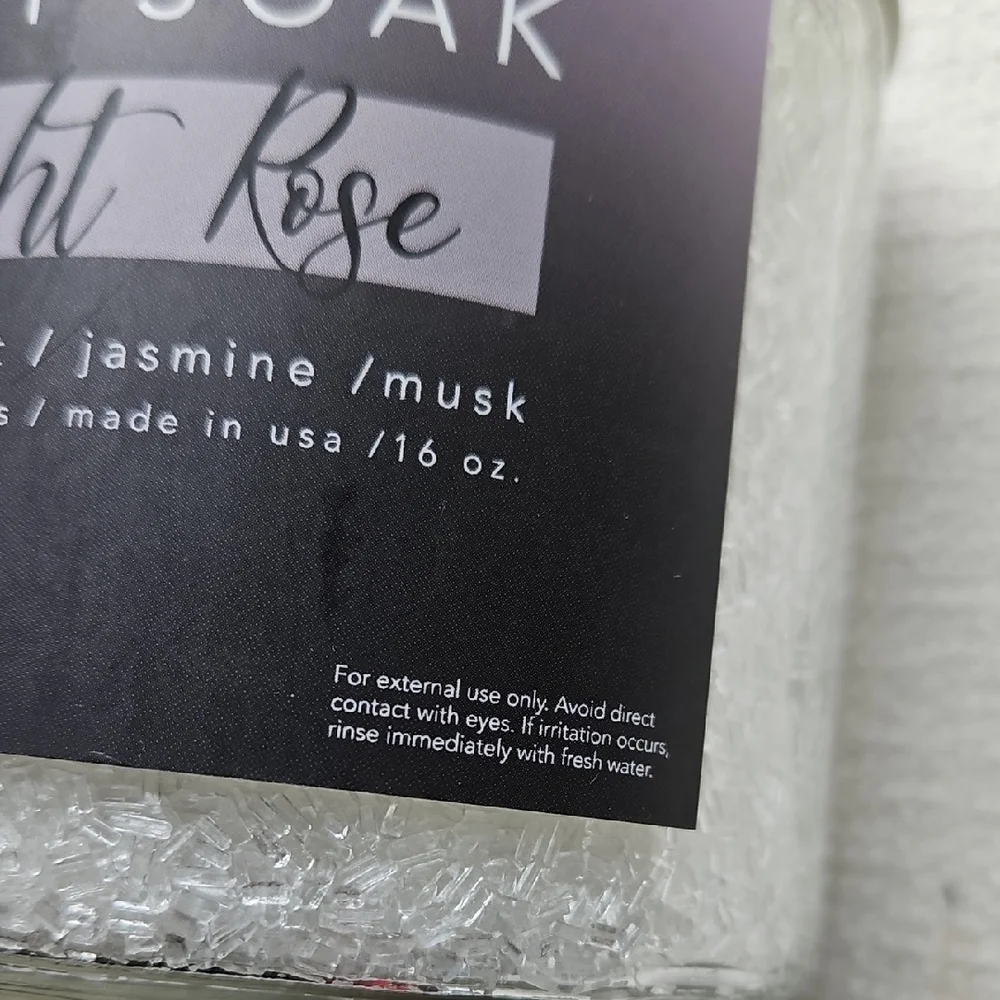 SOAK
ht Rose
/ jasmine /musk
s / made in usa /16 oz.
For external use only. Avoid direct
contact with eyes. If irritation occurs,
rinse immediately with fresh water.